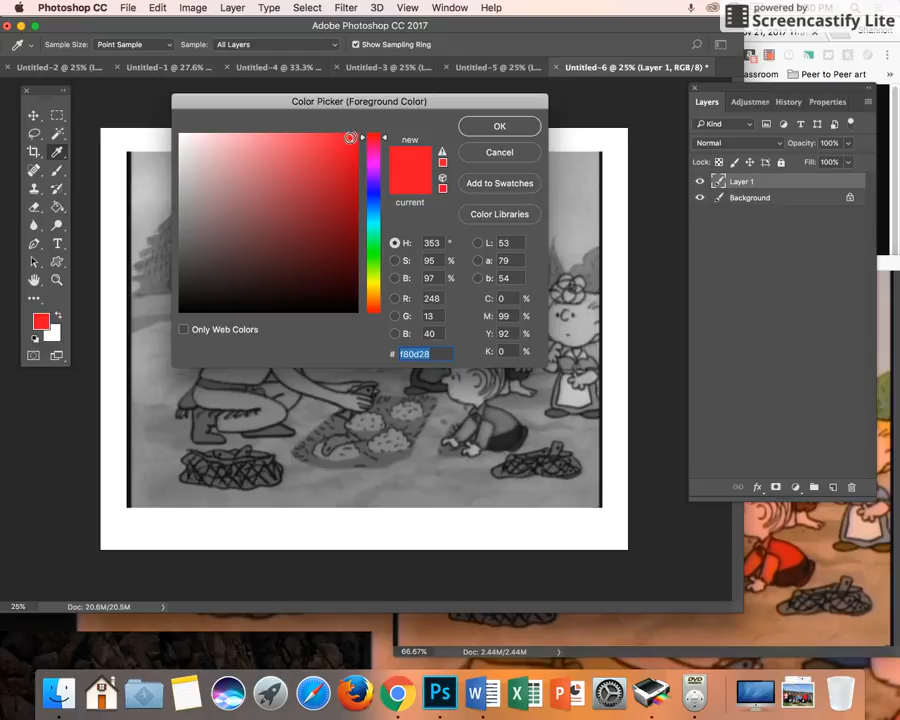 Photoshop CC File Edit Image Layer Type Select Filter 3D View Window Help
powered by
Screencastify Lite
Adobe Photoshop CC 2017
Sample Size: Point Sample Sample: All Layers Show Sampling Ring
Untitled-2 @ 25% (L... Untitled-1 @ 27.6% ... Untitled-4 @ 33.3% ... Untitled-3 @ 25% (L... Untitled-5 @ 25% (L... Untitled-6 @ 25% (Layer 1, RGB/8) *
Peer to Peer art
Color Picker (Foreground Color)
new
current
OK
Cancel
Add to Swatches
Color Libraries
H: 353 ° L: 53
S: 95 % a: 79
B: 97 % b: 54
R: 248 C: 0 %
G: 13 M: 99 %
B: 40 Y: 92 %
# f80d28 K: 0 %
Only Web Colors
Layers Adjustmer History Properties
Kind
Normal Opacity: 100%
Lock: Fill: 100%
Layer 1
Background
25% Doc: 20.6M/20.5M
66.67% Doc: 2.44M/2.44M